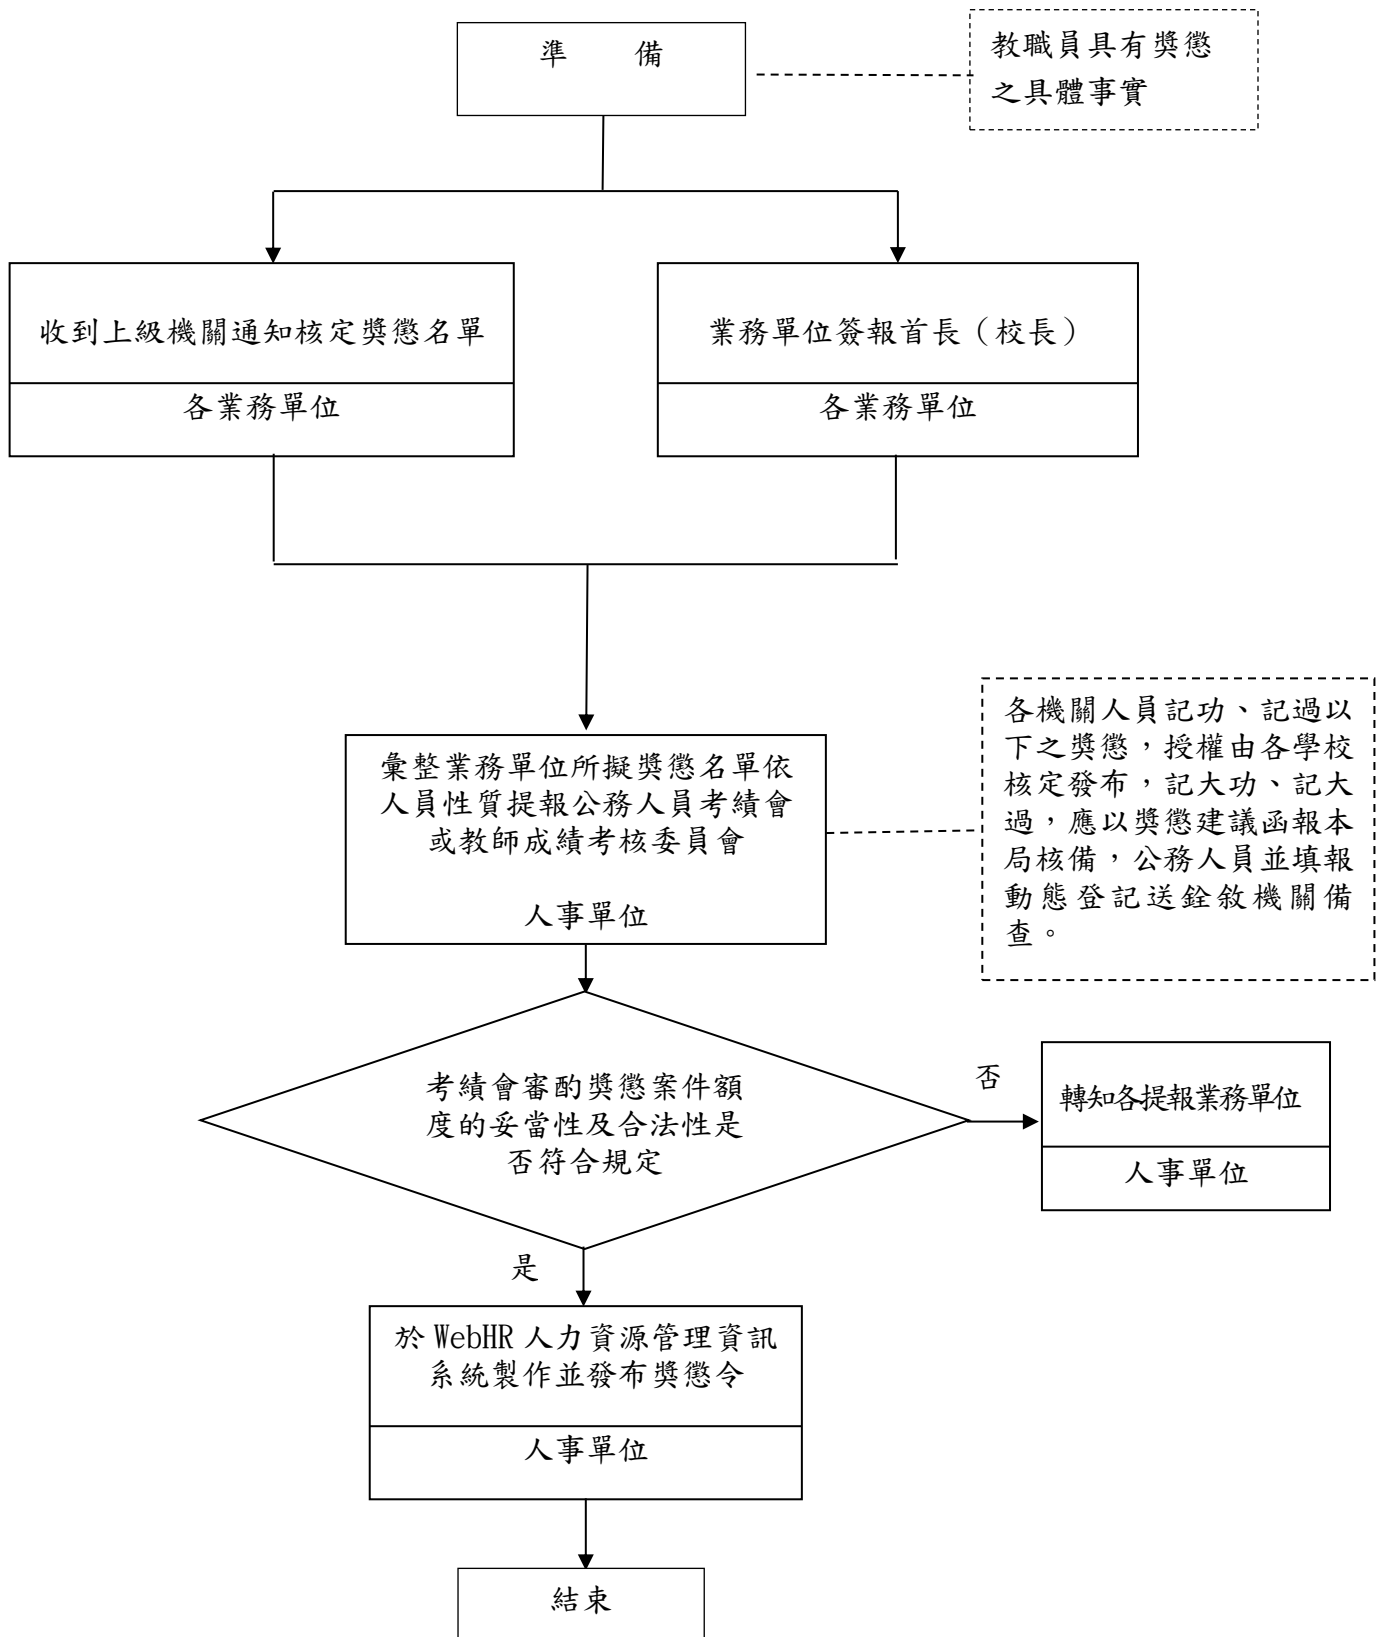 準 備
教職員具有獎懲
之具體事實
收到上級機關通知核定獎懲名單
各業務單位
業務單位簽報首長（校長）
各業務單位
彙整業務單位所擬獎懲名單依
人員性質提報公務人員考績會
或教師成績考核委員會
人事單位
各機關人員記功、記過以
下之獎懲，授權由各學校
核定發布，記大功、記大
過，應以獎懲建議函報本
局核備，公務人員並填報
動態登記送銓敘機關備
查。
考績會審酌獎懲案件額
度的妥當性及合法性是
否符合規定
否
轉知各提報業務單位
人事單位
是
於 WebHR 人力資源管理資訊
系統製作並發布獎懲令
人事單位
結束